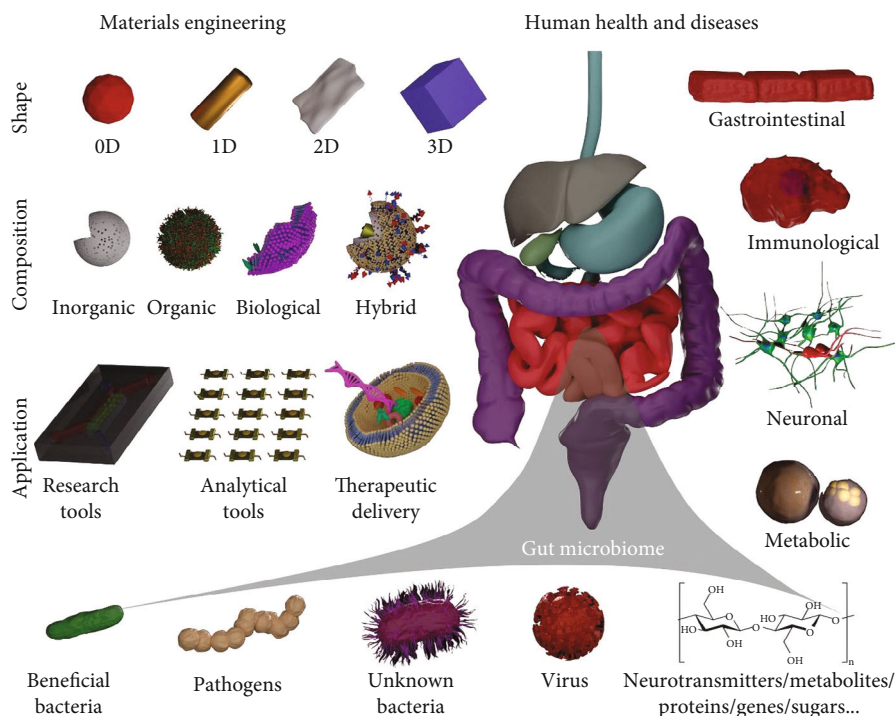 Materials engineering
Human health and diseases
Shape
0D
1D
2D
3D
Gastrointestinal
Composition
Inorganic
Organic
Biological
Hybrid
Immunological
Neuronal
Application
Research
tools
Analytical
tools
Therapeutic
delivery
Metabolic
Gut microbiome
Beneficial
bacteria
Pathogens
Unknown
bacteria
Virus
OH
HO
OH
O
O
OH
HO
OH
O
O
OH
n
Neurotransmitters/metabolites/
proteins/genes/sugars...